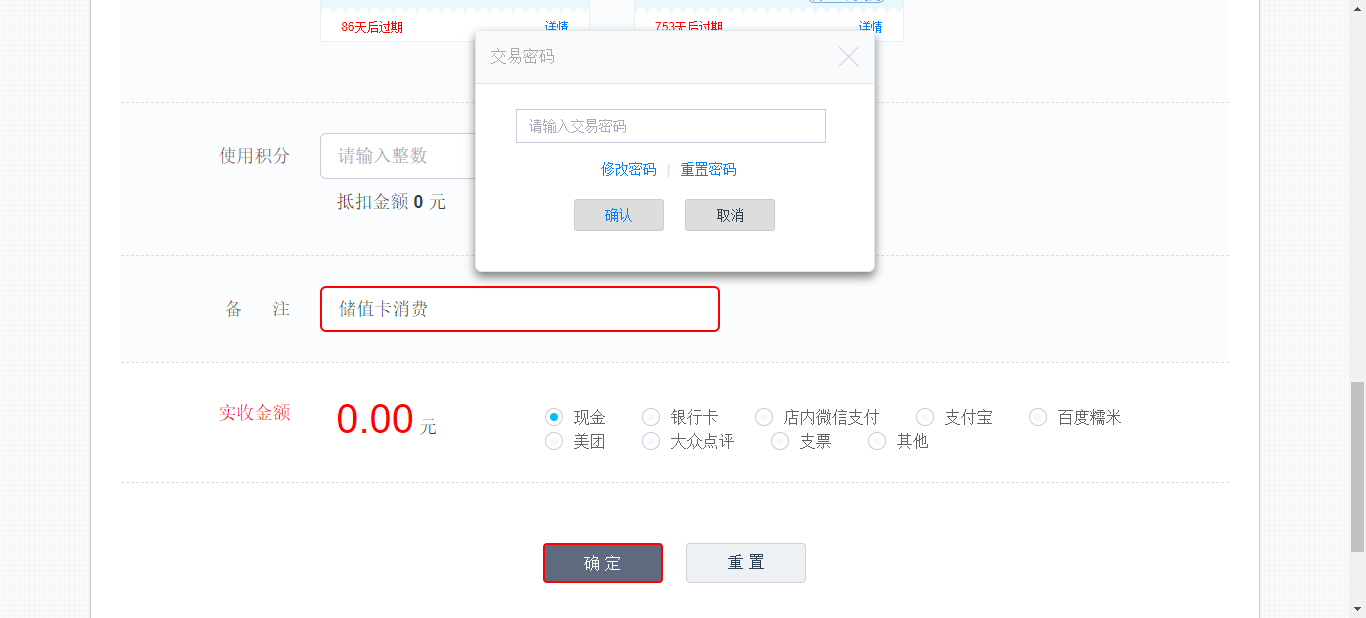 86天后过期 详情 753天后过期 详情
交易密码
请输入交易密码
修改密码 | 重置密码
确认 取消
使用积分 请输入整数
抵扣金额 0 元
备 注 储值卡消费
实收金额 0.00 元
现金 银行卡 店内微信支付 支付宝 百度糯米
美团 大众点评 支票 其他
确 定 重 置